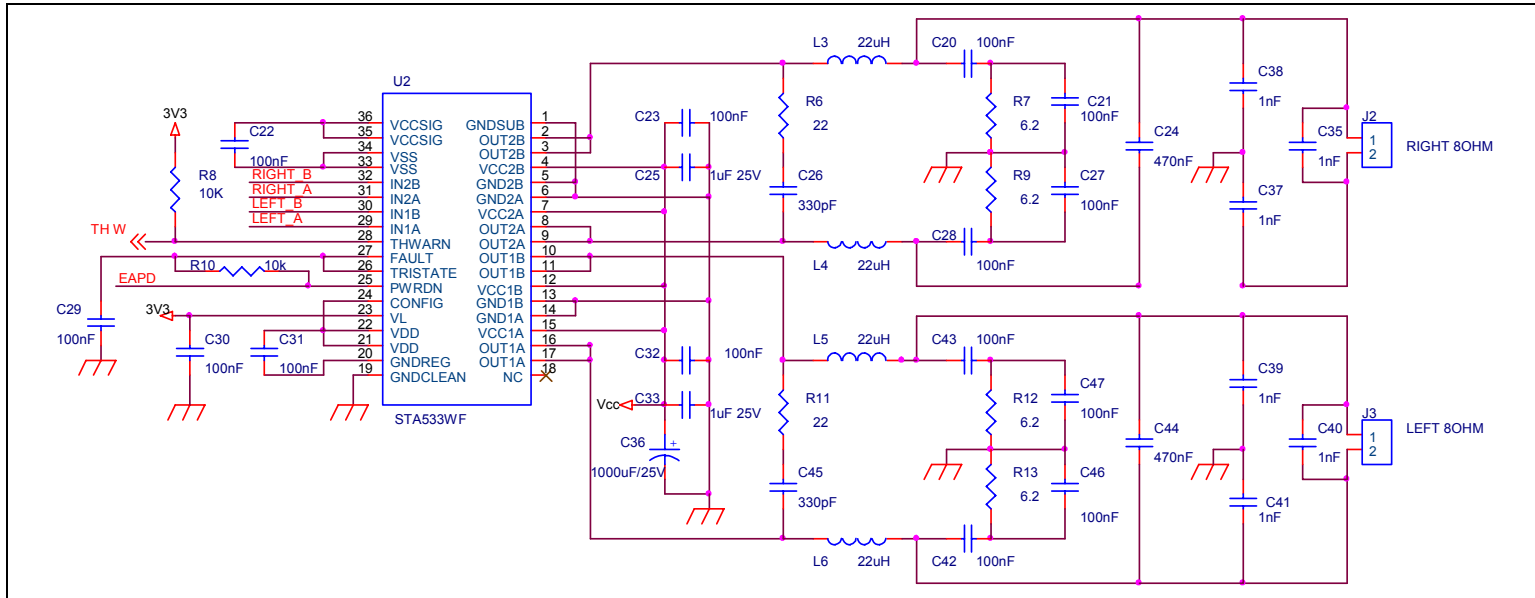 L3 22uH C20 100nF
U2
C38
1nF
3V3
C22
100nF
36 VCCSIG
35 VCCSIG
34 VSS
33 VSS
RIGHT_B 32 IN2B
RIGHT_A 31 IN2A
LEFT_B 30 IN1B
LEFT_A 29 IN1A
28 THWARN
27 FAULT
26 TRISTATE
25 PWRDN
24 CONFIG
23 VL
22 VDD
21 VDD
20 GNDREG
19 GNDCLEAN
GNDSUB 1
OUT2B 2
OUT2B 3
VCC2B 4
GND2B 5
GND2A 6
VCC2A 7
OUT2A 8
OUT2A 9
OUT1B 10
OUT1B 11
VCC1B 12
GND1B 13
GND1A 14
VCC1A 15
OUT1A 16
OUT1A 17
NC 18
STA533WF
R8
10K
TH W
R10 10k
EAPD
C29
100nF
3V3
C30
100nF
C31
100nF
C23 100nF
C25 1uF 25V
R6
22
C26
330pF
R7
6.2
C21
100nF
R9
6.2
C27
100nF
C24
470nF
C37
1nF
C35
1nF
J2
1
2
RIGHT 8OHM
L4 22uH
C28
100nF
L5 22uH C43 100nF
C32 100nF
C33
1uF 25V
Vcc
C36
+
1000uF/25V
R11
22
C45
330pF
R12
6.2
C47
100nF
R13
6.2
C46
100nF
C44
470nF
C39
1nF
C41
1nF
C40
1nF
J3
1
2
LEFT 8OHM
L6 22uH C42 100nF